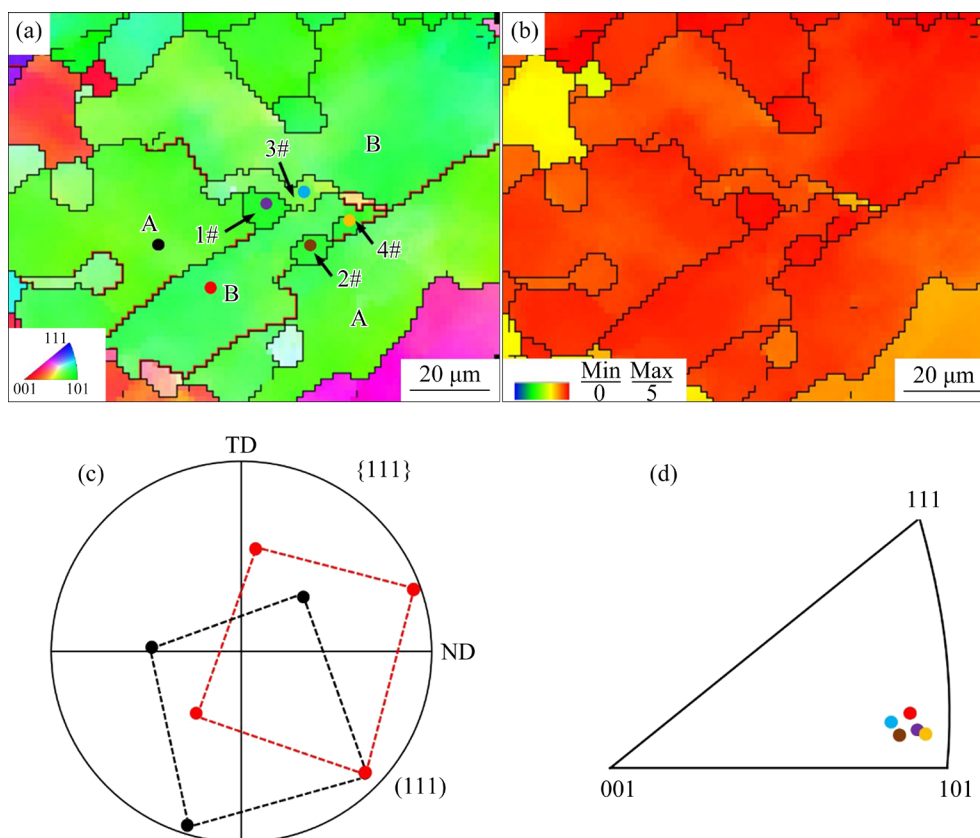 (a)
B
3#
A
1#
4#
2#
B
A
111
001 101
20 μm
(b)
Min Max
0 5
20 μm
(c)
TD
{111}
ND
(111)
(d)
111
001
101